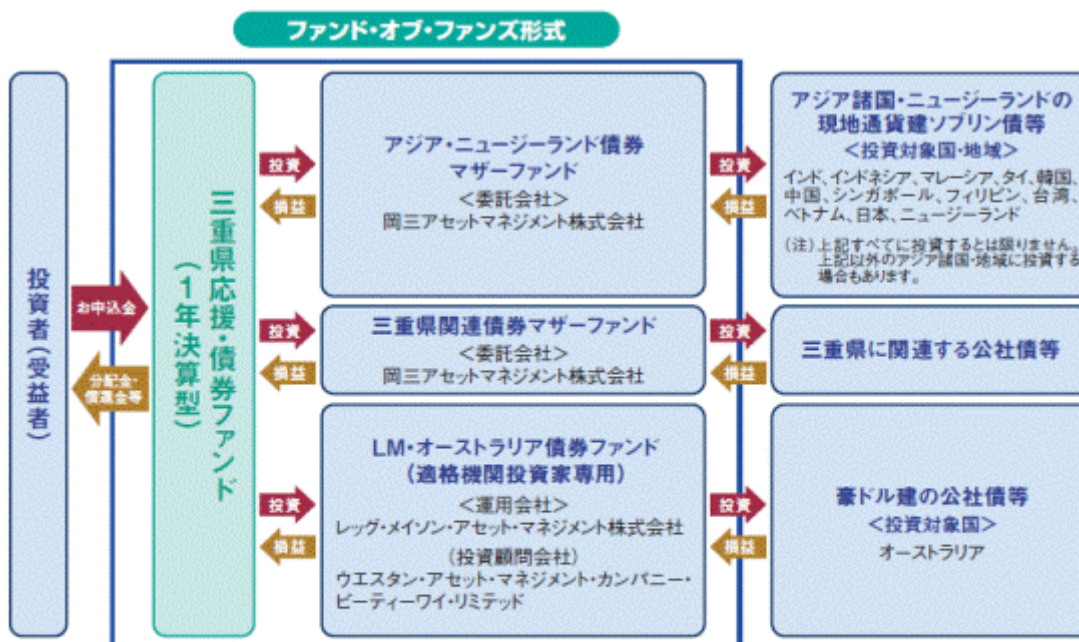 ファンド・オブ・ファンズ形式
投資者(受益者)
お申込金
分配金・
償還金等
三重県応援・債券ファンド
(1年決算型)
投資
損益
アジア・ニュージーランド債券
マザーファンド
<委託会社>
岡三アセットマネジメント株式会社
投資
損益
アジア諸国・ニュージーランドの
現地通貨建ソブリン債等
<投資対象国・地域>
インド、インドネシア、マレーシア、タイ、韓国、
中国、シンガポール、フィリピン、台湾、
ベトナム、日本、ニュージーランド
(注)上記すべてに投資するとは限りません。
上記以外のアジア諸国・地域に投資する
場合もあります。
投資
損益
三重県関連債券マザーファンド
<委託会社>
岡三アセットマネジメント株式会社
投資
損益
三重県に関連する公社債等
投資
損益
LM・オーストラリア債券ファンド
(適格機関投資家専用)
<運用会社>
レッグ・メイソン・アセット・マネジメント株式会社
(投資顧問会社)
ウエスタン・アセット・マネジメント・カンパニー・
ピーティーワイ・リミテッド
投資
損益
豪ドル建の公社債等
<投資対象国>
オーストラリア